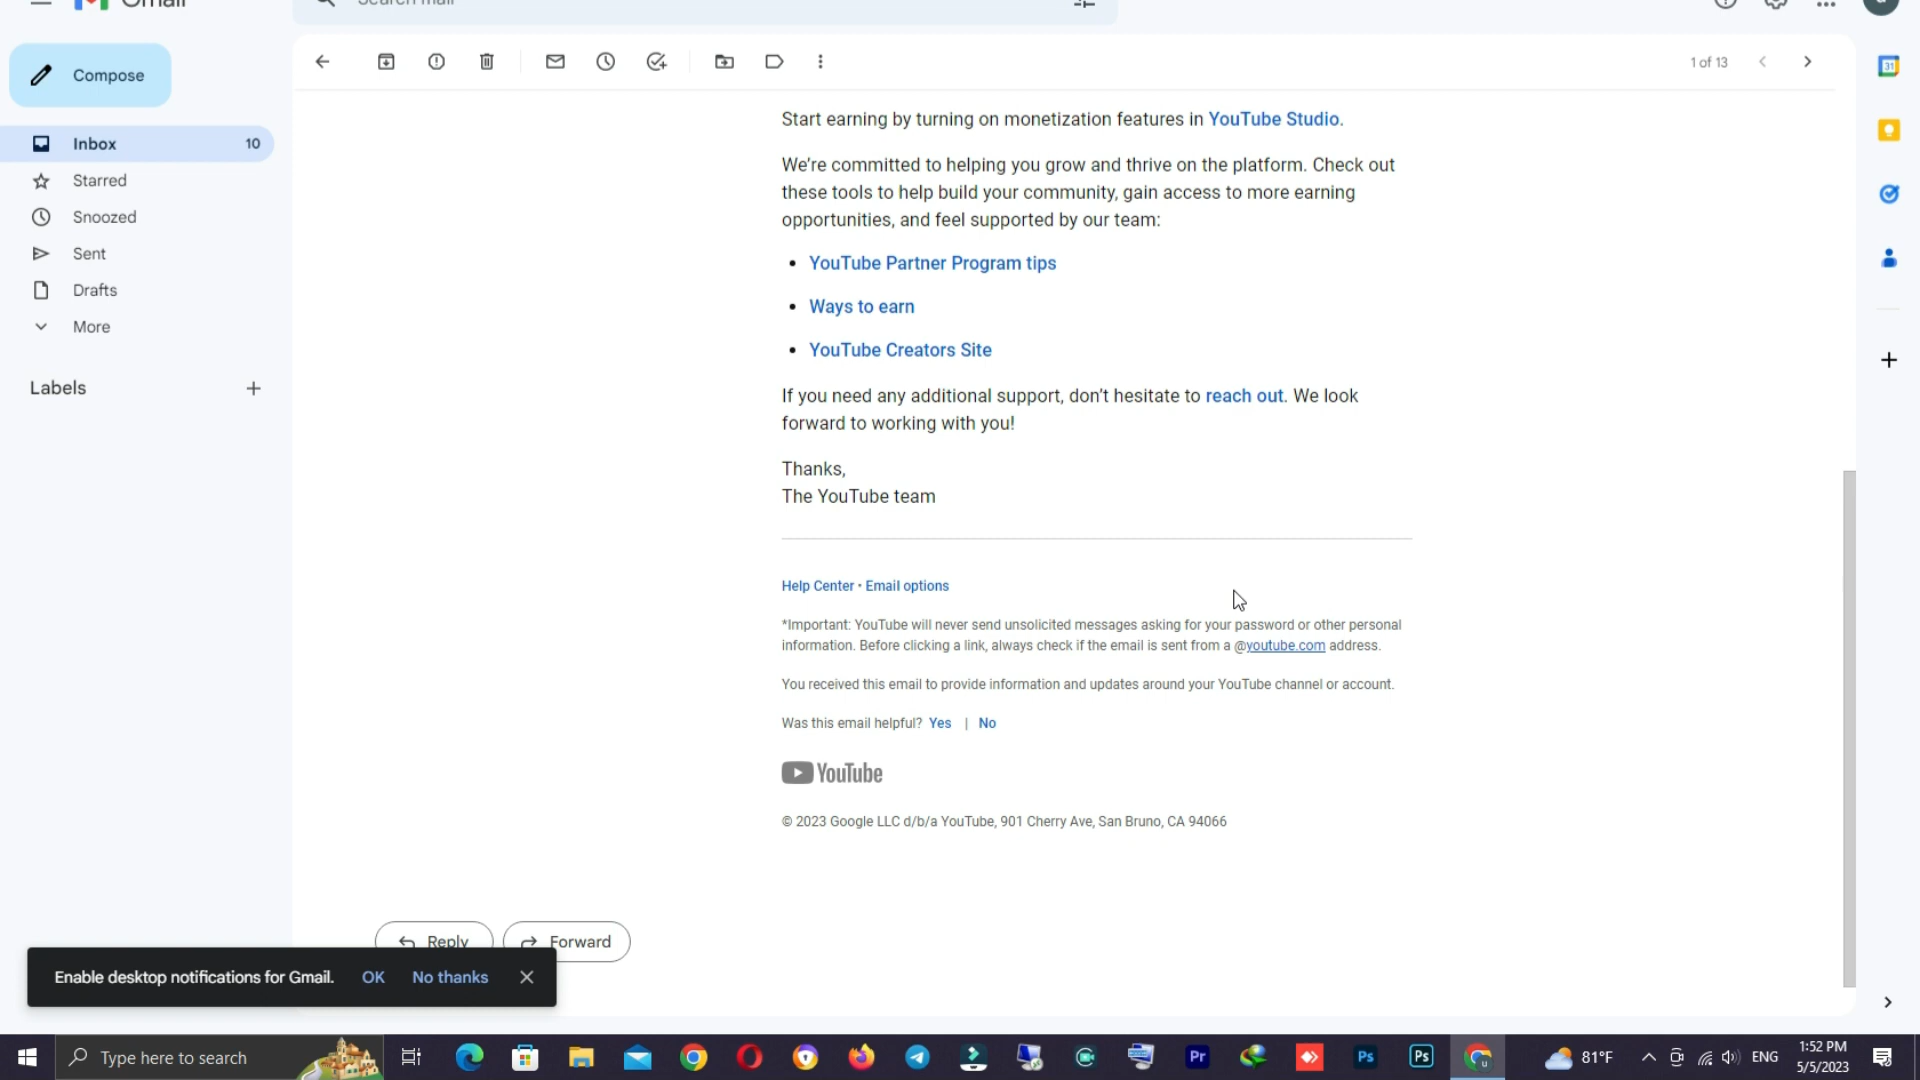 Gmail
Search mail
Compose
1 of 13
Inbox 10
Starred
Snoozed
Sent
Drafts
More
Labels
Start earning by turning on monetization features in YouTube Studio.
We're committed to helping you grow and thrive on the platform. Check out
these tools to help build your community, gain access to more earning
opportunities, and feel supported by our team:
• YouTube Partner Program tips
• Ways to earn
• YouTube Creators Site
If you need any additional support, don't hesitate to reach out. We look
forward to working with you!
Thanks,
The YouTube team
Help Center • Email options
*Important: YouTube will never send unsolicited messages asking for your password or other personal
information. Before clicking a link, always check if the email is sent from a @youtube.com address.
You received this email to provide information and updates around your YouTube channel or account.
Was this email helpful? Yes | No
YouTube
© 2023 Google LLC d/b/a YouTube, 901 Cherry Ave, San Bruno, CA 94066
Reply Forward
Enable desktop notifications for Gmail. OK No thanks
31
Type here to search
Pr
Ps
Ps
u
81°F
ENG
1:52 PM
5/5/2023